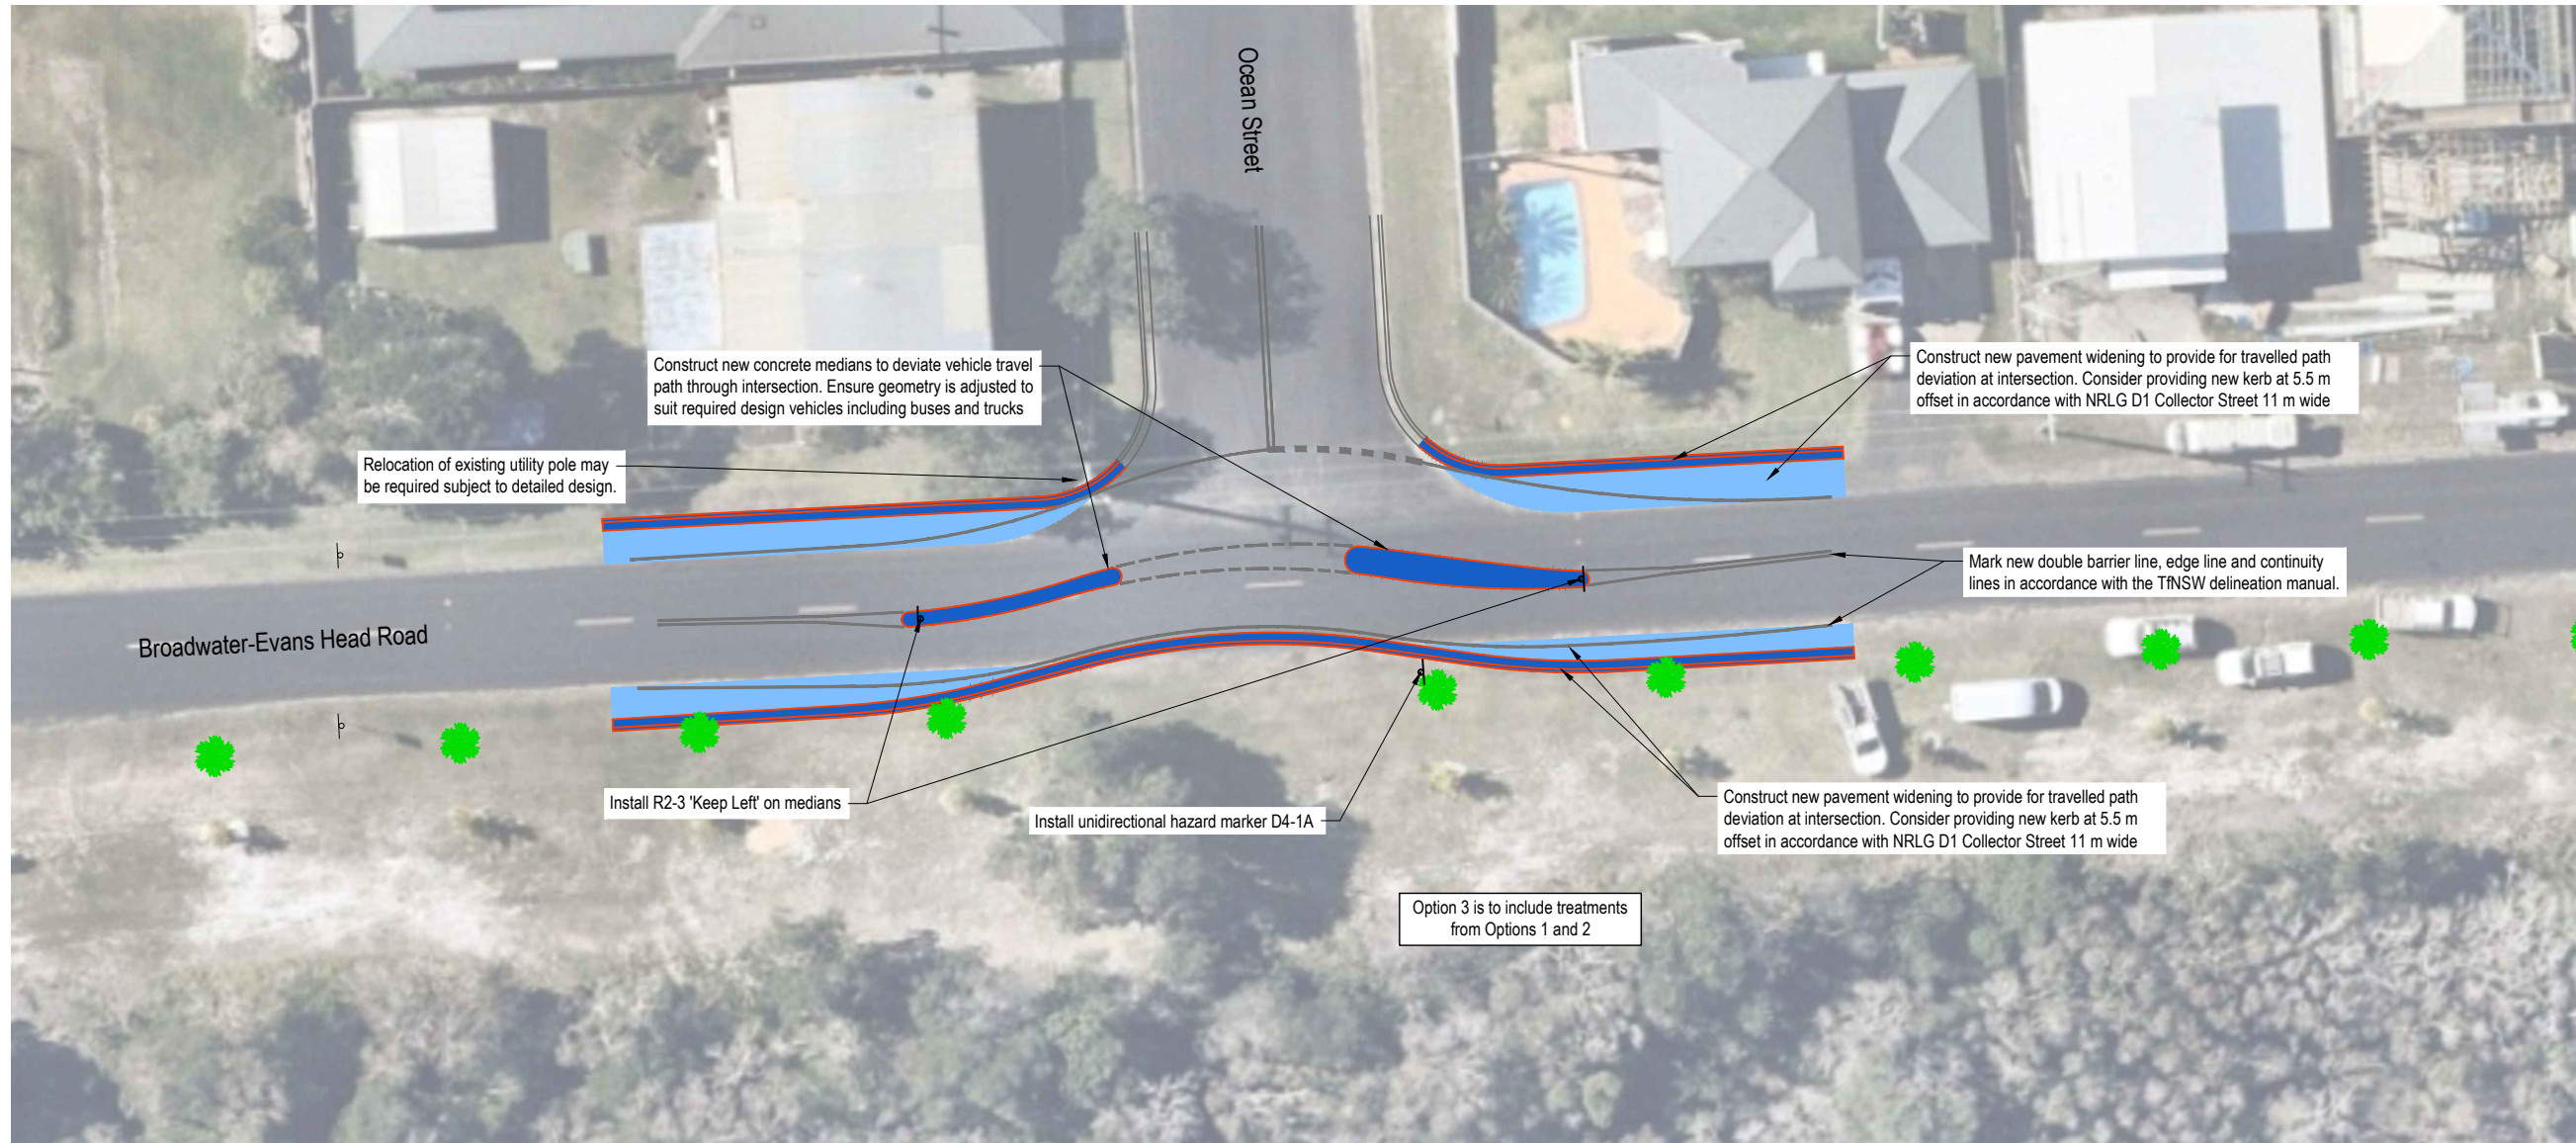 Ocean Street
Construct new concrete medians to deviate vehicle travel
path through intersection. Ensure geometry is adjusted to
suit required design vehicles including buses and trucks
Construct new pavement widening to provide for travelled path
deviation at intersection. Consider providing new kerb at 5.5 m
offset in accordance with NRLG D1 Collector Street 11 m wide
Relocation of existing utility pole may
be required subject to detailed design.
Mark new double barrier line, edge line and continuity
lines in accordance with the TfNSW delineation manual.
Broadwater-Evans Head Road
Install R2-3 'Keep Left' on medians
Install unidirectional hazard marker D4-1A
Construct new pavement widening to provide for travelled path
deviation at intersection. Consider providing new kerb at 5.5 m
offset in accordance with NRLG D1 Collector Street 11 m wide
Option 3 is to include treatments
from Options 1 and 2